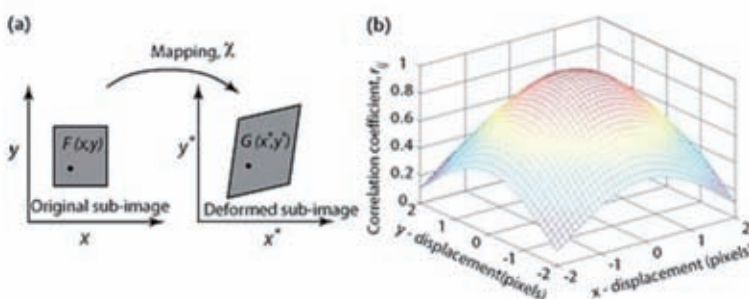 (a)
Mapping, χ
y
F(x,y)
Original sub-image
x
y*
G(x*,y*)
Deformed sub-image
x*
(b)
Correlation coefficient, rij
1
0.8
0.6
0.4
0.2
0
2
1
0
-1
-2
y - displacement(pixels)
-2
-1
0
1
2
x - displacement (pixels)